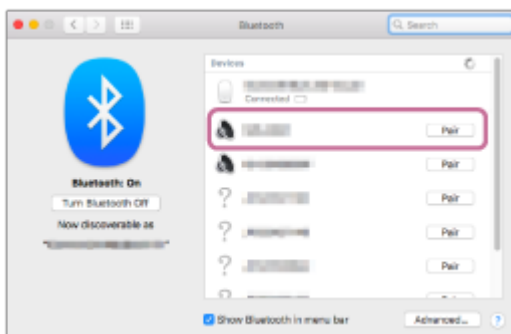 Bluetooth
Search
Devices
Connected
Pair
Pair
Bluetooth: On
Turn Bluetooth Off
Pair
Now discoverable as
Pair
Pair
Show Bluetooth in menu bar
Advanced...
?